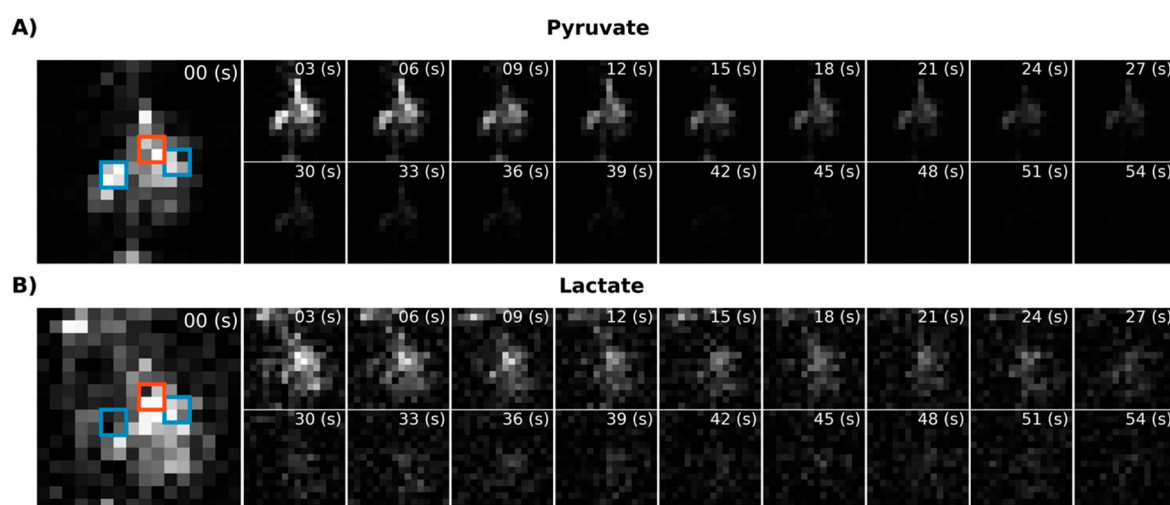 A)
Pyruvate
00 (s)
03 (s) 06 (s) 09 (s) 12 (s) 15 (s) 18 (s) 21 (s) 24 (s) 27 (s)
30 (s) 33 (s) 36 (s) 39 (s) 42 (s) 45 (s) 48 (s) 51 (s) 54 (s)
B)
Lactate
00 (s)
03 (s) 06 (s) 09 (s) 12 (s) 15 (s) 18 (s) 21 (s) 24 (s) 27 (s)
30 (s) 33 (s) 36 (s) 39 (s) 42 (s) 45 (s) 48 (s) 51 (s) 54 (s)